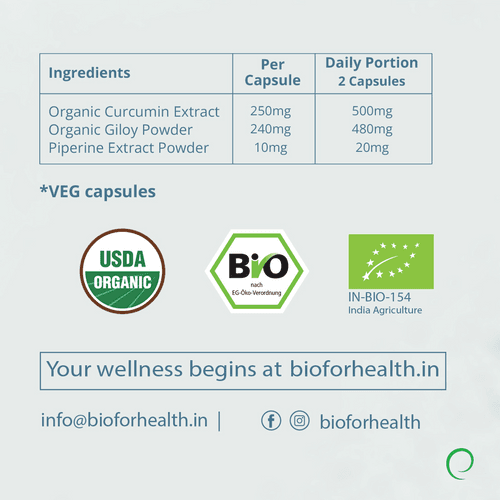 Ingredients
Per Capsule
Daily Portion
2 Capsules
Organic Curcumin Extract 250mg 500mg
Organic Giloy Powder 240mg 480mg
Piperine Extract Powder 10mg 20mg
*VEG capsules
USDA
ORGANIC
BiO
nach
EG-Öko-Verordnung
IN-BIO-154
India Agriculture
Your wellness begins at bioforhealth.in
info@bioforhealth.in |
bioforhealth